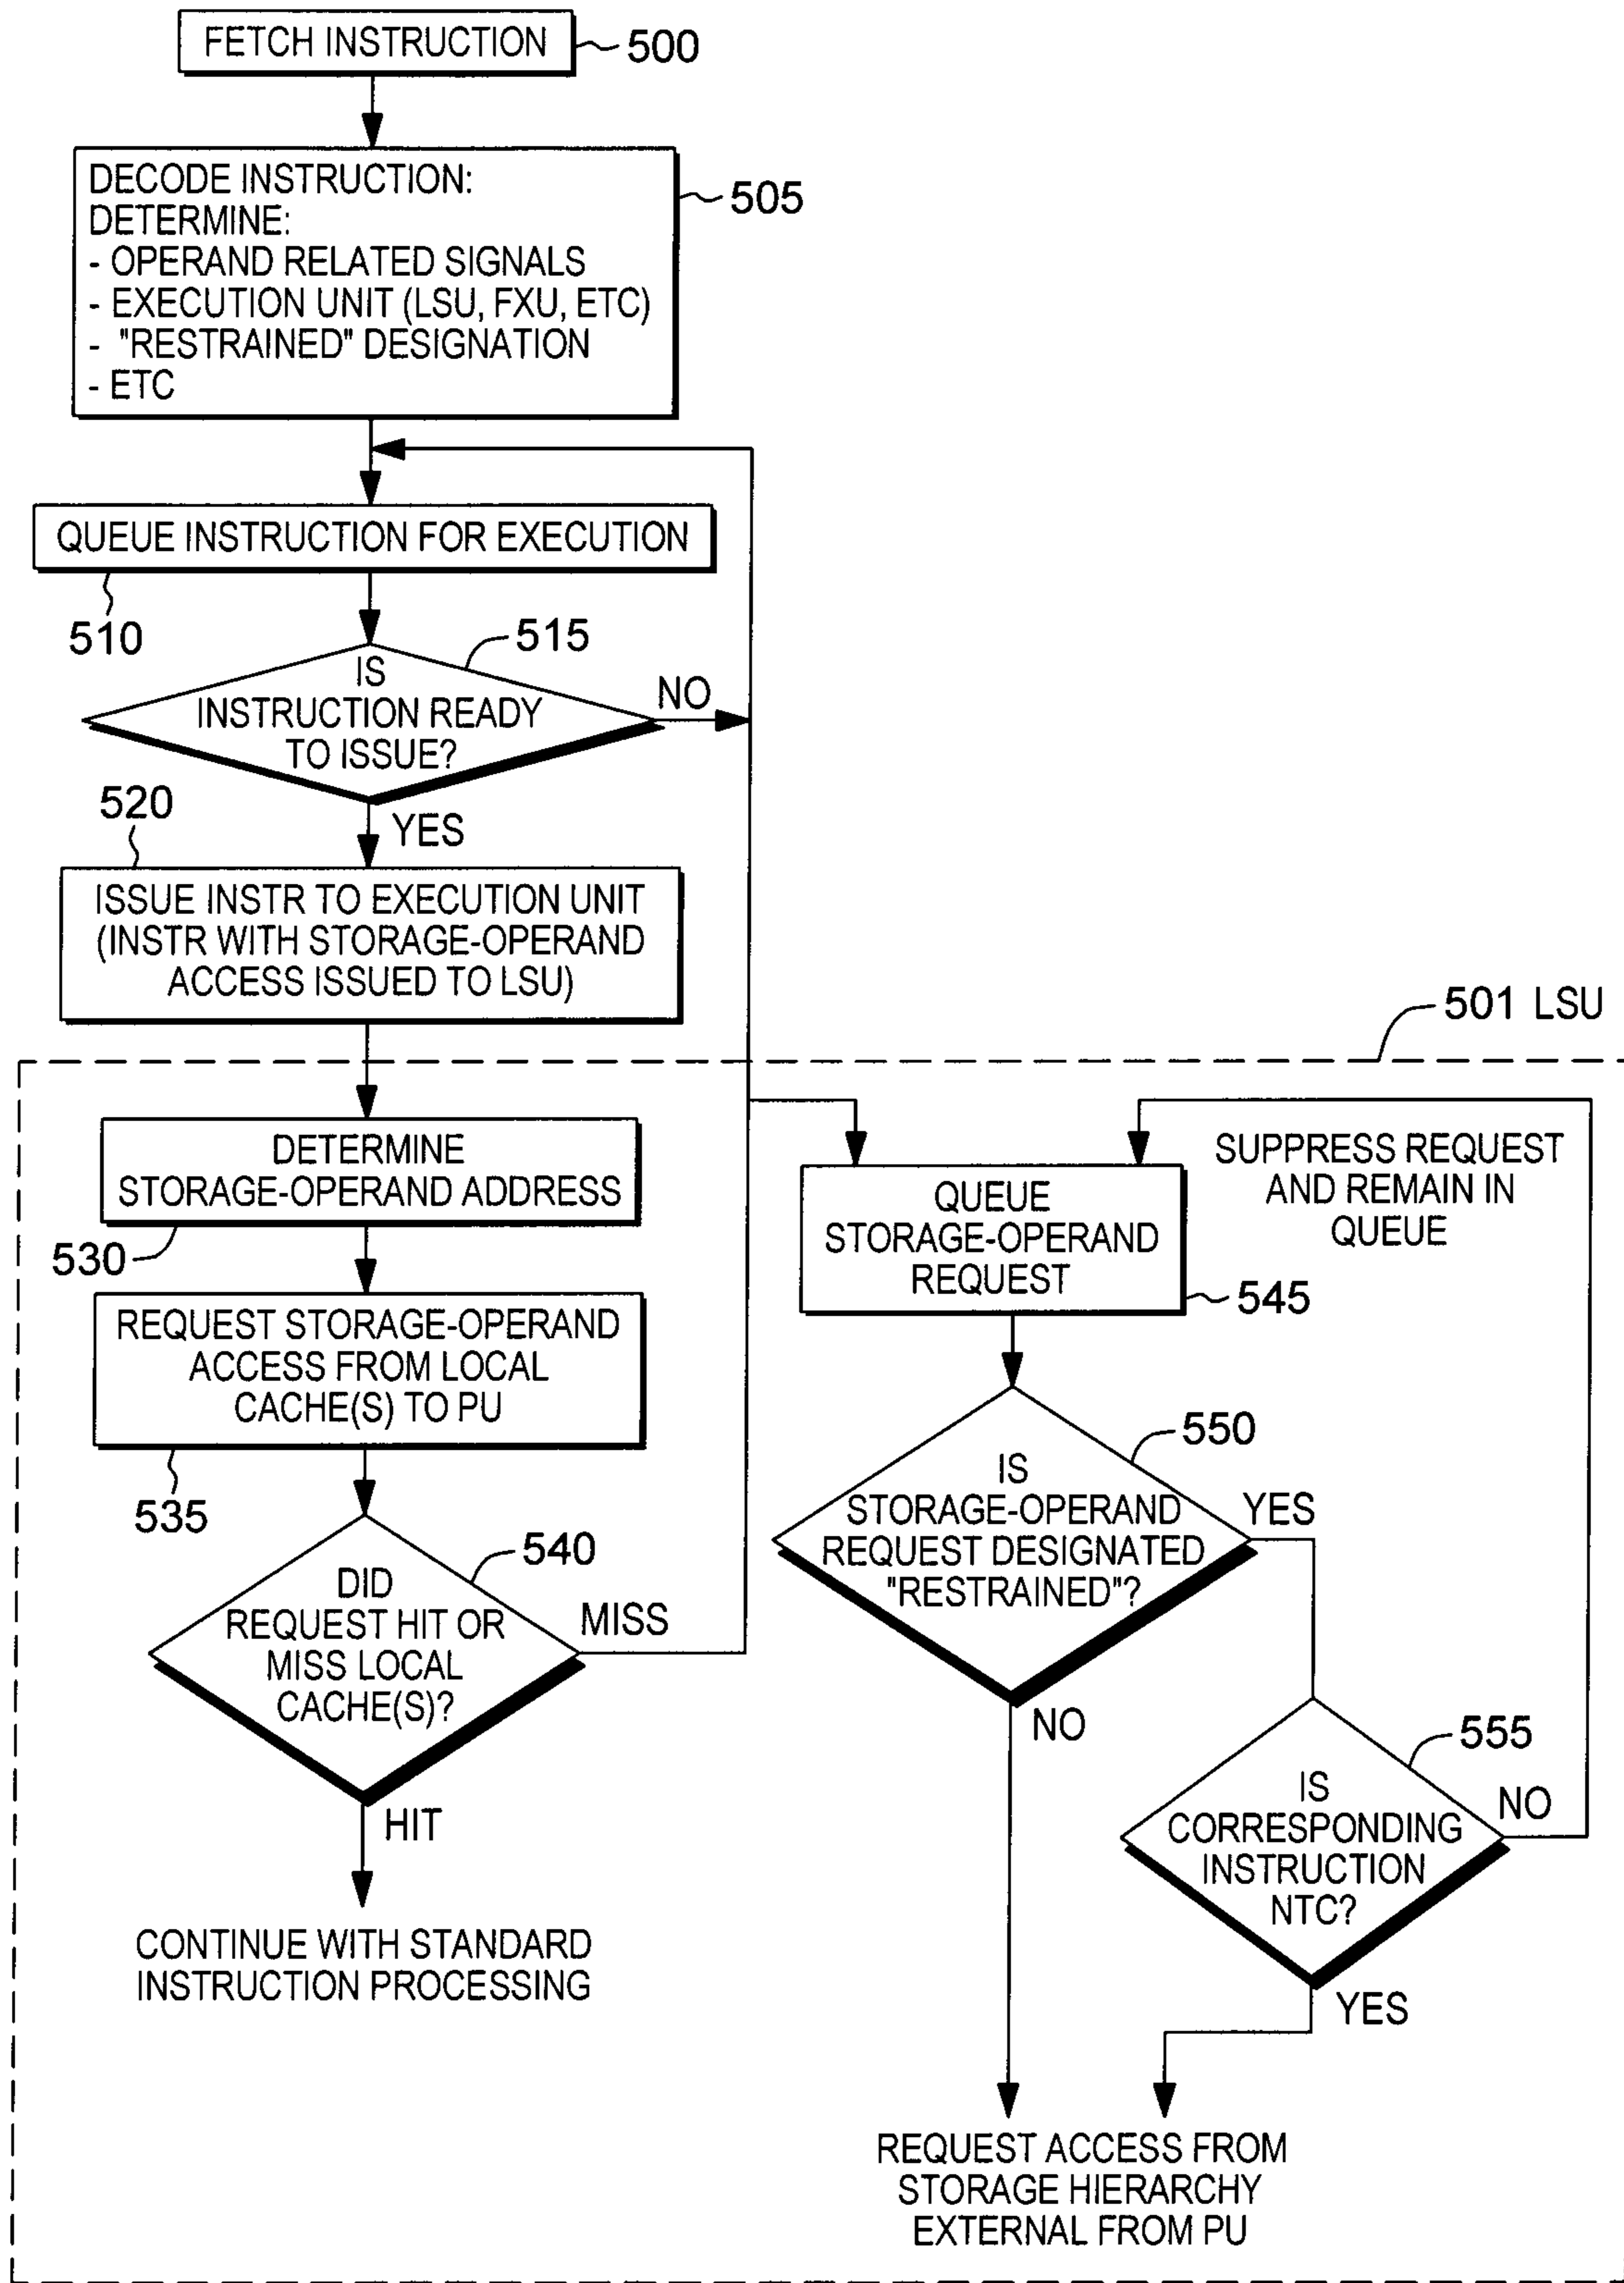 FETCH INSTRUCTION
500
DECODE INSTRUCTION:
DETERMINE:
- OPERAND RELATED SIGNALS
- EXECUTION UNIT (LSU, FXU, ETC)
- "RESTRAINED" DESIGNATION
- ETC
505
QUEUE INSTRUCTION FOR EXECUTION
510
515
IS
INSTRUCTION READY
TO ISSUE?
NO
YES
520
ISSUE INSTR TO EXECUTION UNIT
(INSTR WITH STORAGE-OPERAND
ACCESS ISSUED TO LSU)
501 LSU
DETERMINE
STORAGE-OPERAND ADDRESS
530
REQUEST STORAGE-OPERAND
ACCESS FROM LOCAL
CACHE(S) TO PU
535
540
DID
REQUEST HIT OR
MISS LOCAL
CACHE(S)?
MISS
HIT
CONTINUE WITH STANDARD
INSTRUCTION PROCESSING
QUEUE
STORAGE-OPERAND
REQUEST
545
SUPPRESS REQUEST
AND REMAIN IN
QUEUE
550
IS
STORAGE-OPERAND
REQUEST DESIGNATED
"RESTRAINED"?
YES
NO
555
IS
CORRESPONDING
INSTRUCTION
NTC?
NO
YES
REQUEST ACCESS FROM
STORAGE HIERARCHY
EXTERNAL FROM PU